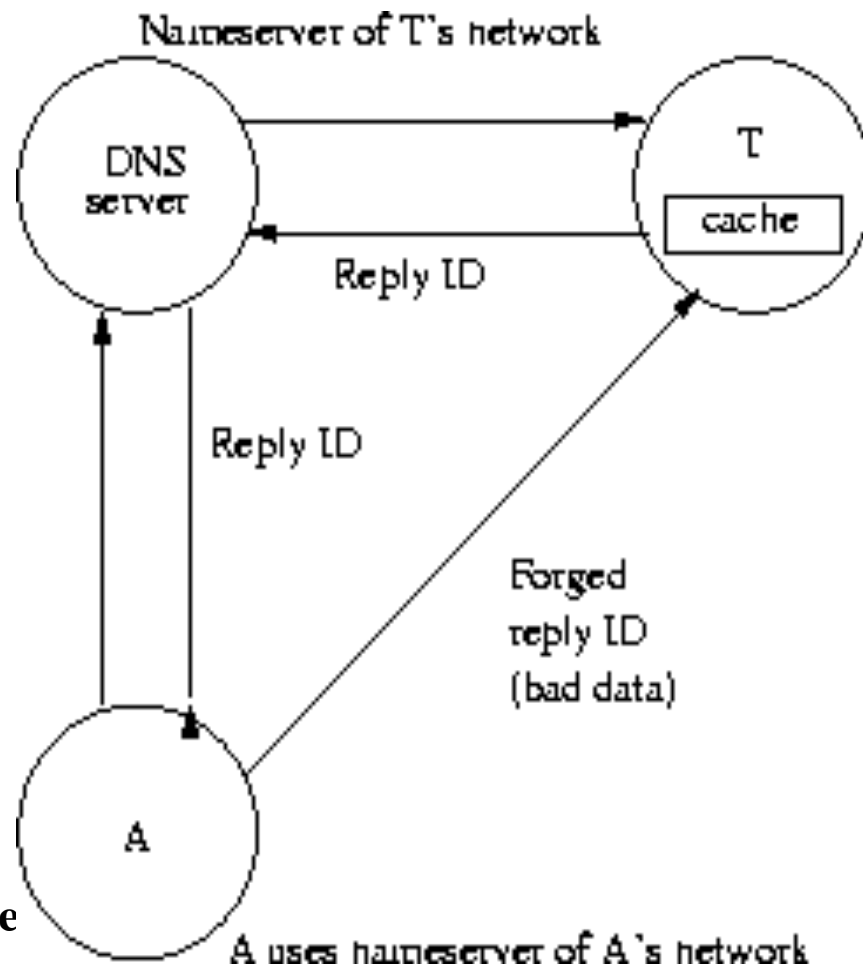 Nameserver of T's network
DNS
server
T
cache
Reply ID
Reply ID
Forged
reply ID
(bad data)
A
e
A uses nameserver of A's network